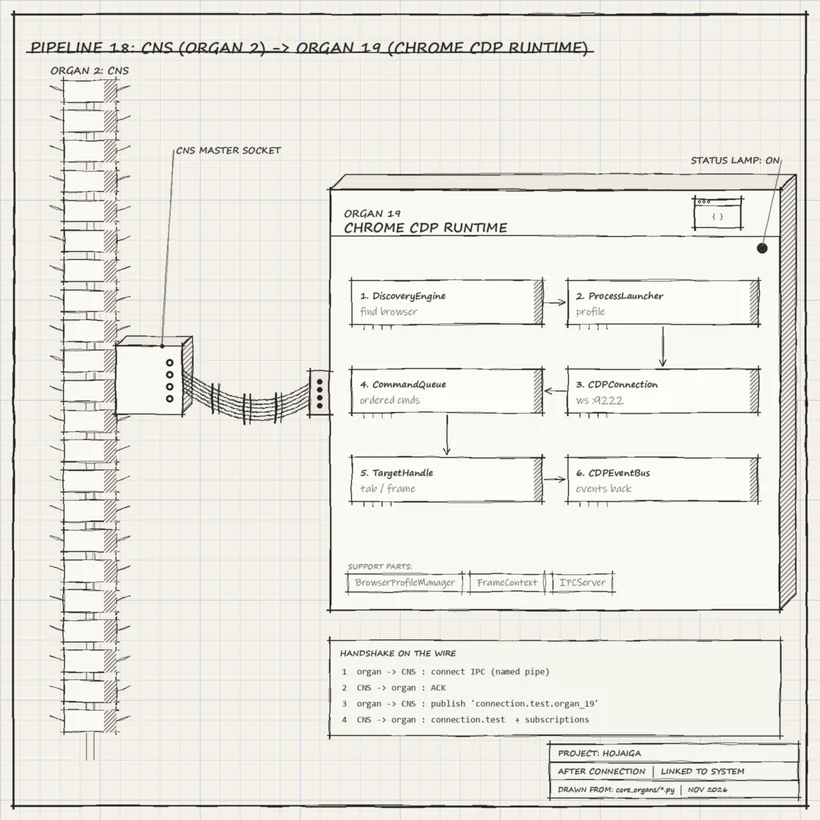 PIPELINE 18: CNS (ORGAN 2) -> ORGAN 19 (CHROME CDP RUNTIME)
ORGAN 2: CNS
CNS MASTER SOCKET
STATUS LAMP: ON
ORGAN 19
CHROME CDP RUNTIME
{ }
1. DiscoveryEngine
find browser
2. ProcessLauncher
profile
4. CommandQueue
ordered cmds
3. CDPConnection
ws :9222
5. TargetHandle
tab / frame
6. CDPEventBus
events back
SUPPORT PARTS:
BrowserProfileManager
FrameContext
IPCServer
HANDSHAKE ON THE WIRE
1 organ -> CNS : connect IPC (named pipe)
2 CNS -> organ : ACK
3 organ -> CNS : publish 'connection.test.organ_19'
4 CNS -> organ : connection.test + subscriptions
PROJECT: HOJAIGA
AFTER CONNECTION | LINKED TO SYSTEM
DRAWN FROM: core_organs/*.py | NOV 2026